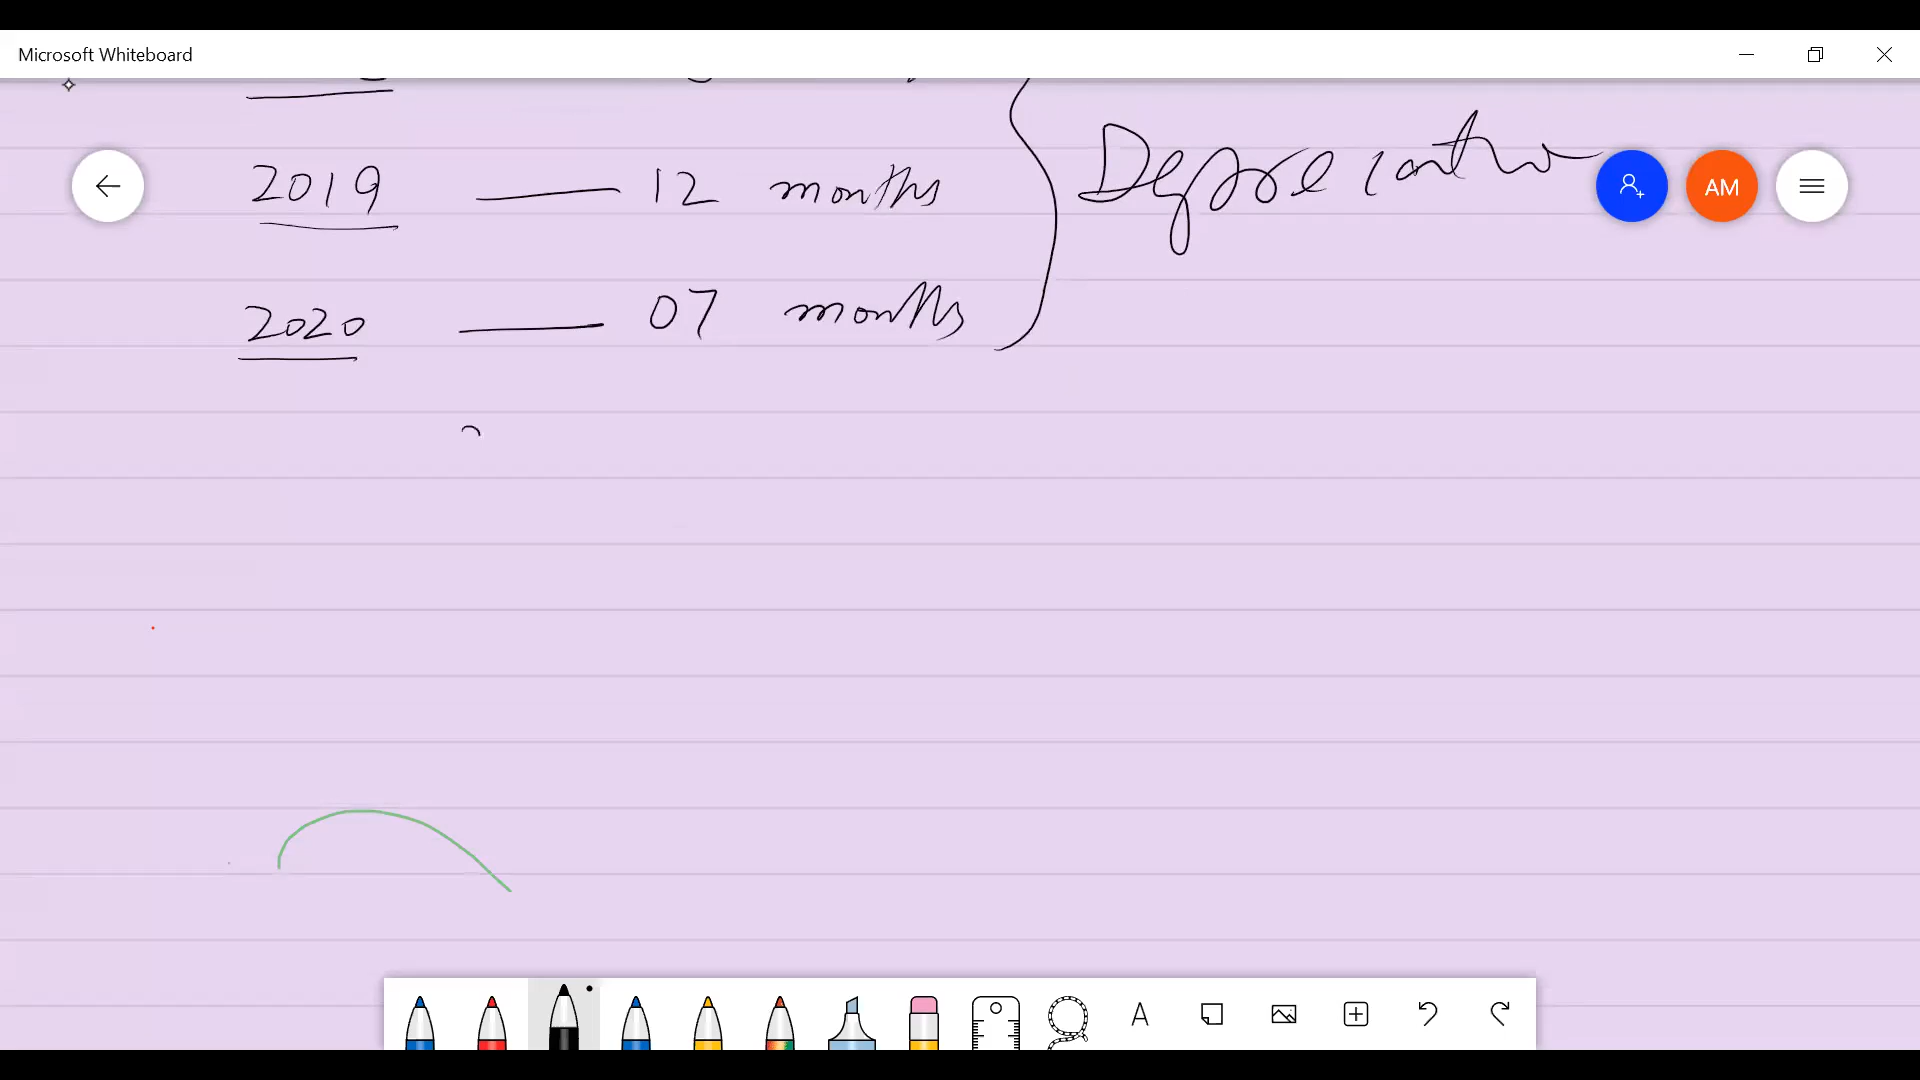 Microsoft Whiteboard
2019 — 12 months
Depreciation
AM
2020 — 07 months